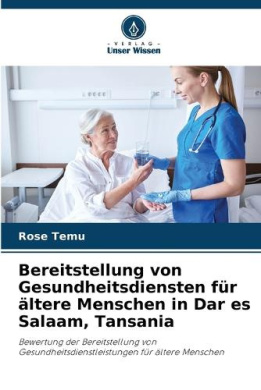 - V E R L A G -
Unser Wissen
Rose Temu
Bereitstellung von
Gesundheitsdiensten für
ältere Menschen in Dar es
Salaam, Tansania
Bewertung der Bereitstellung von
Gesundheitsdienstleistungen für ältere Menschen